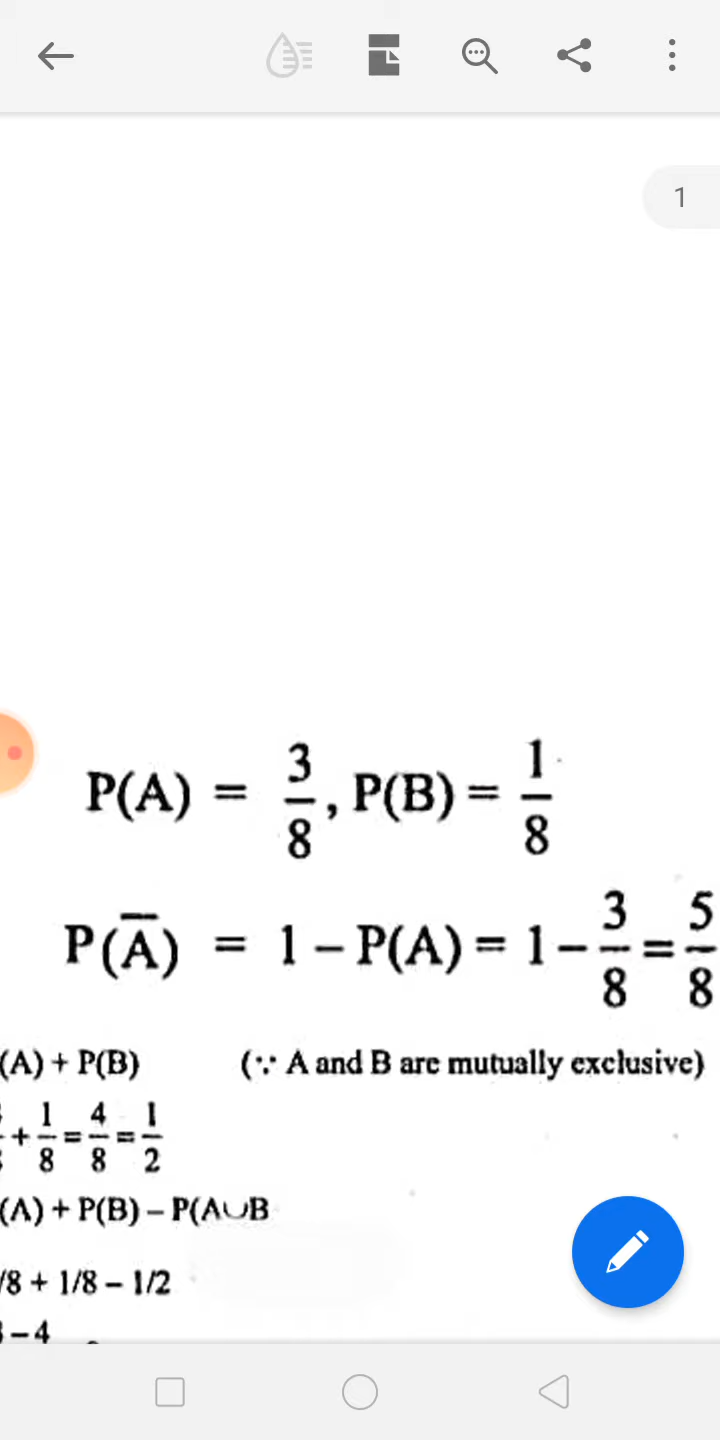 1
P(A) = 3/8, P(B) = 1/8
P(A̅) = 1 – P(A) = 1 – 3/8 = 5/8
(A) + P(B) (∵ A and B are mutually exclusive)
+ 1/8 = 4/8 = 1/2
(A) + P(B) – P(A∪B
/8 + 1/8 – 1/2
– 4